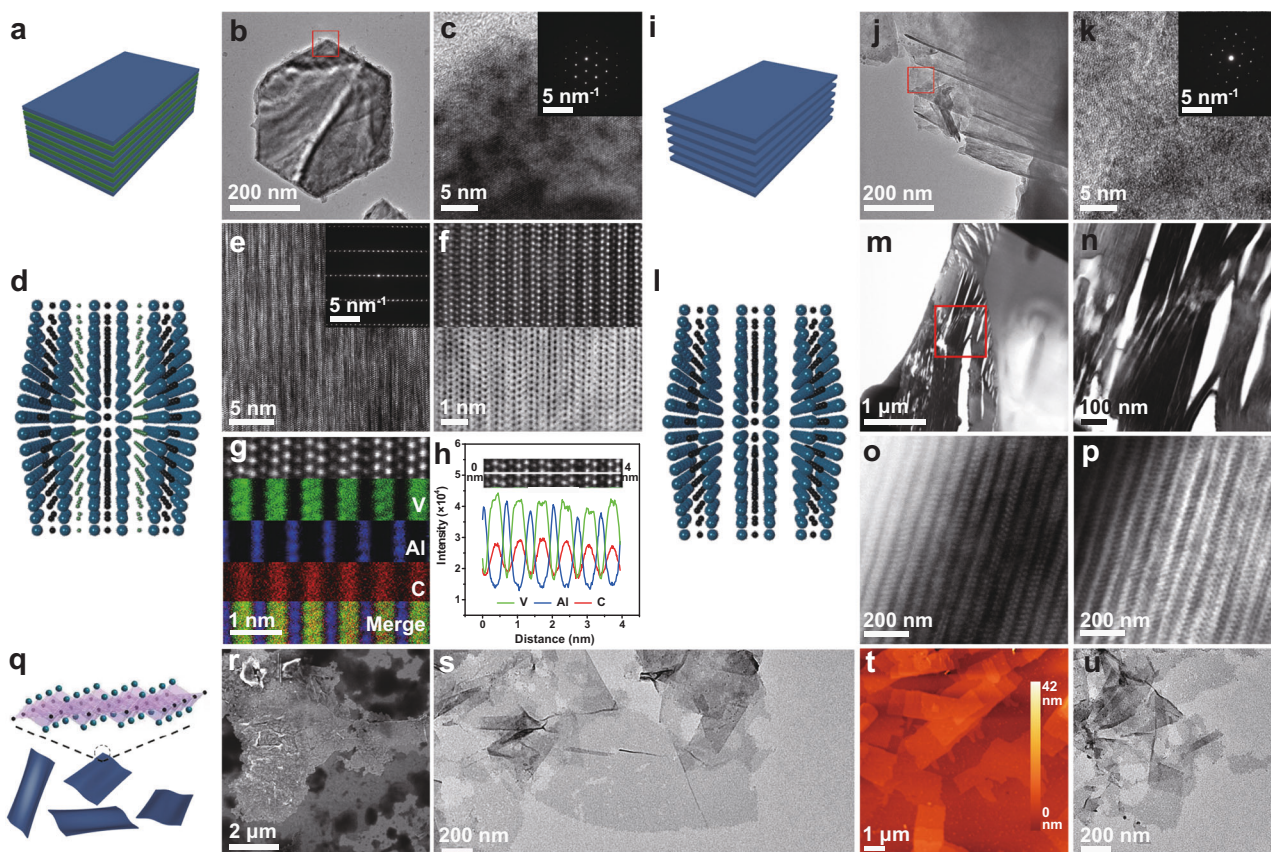 a
b
200 nm
c
5 nm⁻¹
5 nm
i
j
200 nm
k
5 nm⁻¹
5 nm
d
e
5 nm⁻¹
5 nm
f
1 nm
g
V
Al
C
Merge
1 nm
h
0 nm
4 nm
Intensity (×10⁴)
6
5
4
3
2
1
V Al C
0 1 2 3 4
Distance (nm)
l
m
1 µm
n
100 nm
o
200 nm
p
200 nm
q
r
2 µm
s
200 nm
t
42 nm
0 nm
1 µm
u
200 nm